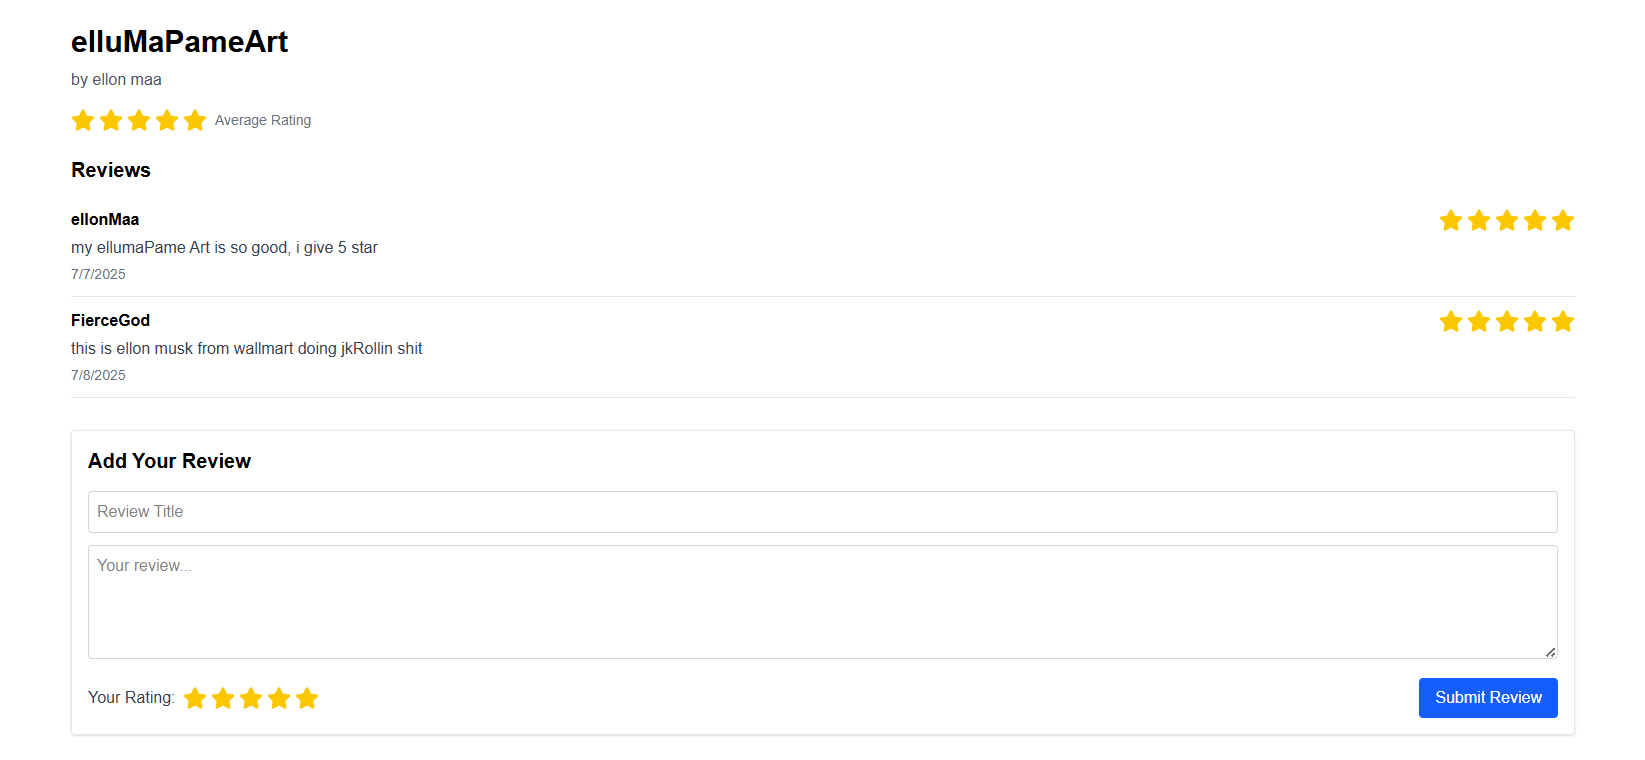 elluMaPameArt
by ellon maa
Average Rating
Reviews
ellonMaa
my ellumaPame Art is so good, i give 5 star
7/7/2025
FierceGod
this is ellon musk from wallmart doing jkRollin shit
7/8/2025
Add Your Review
Review Title
Your review...
Your Rating:
Submit Review